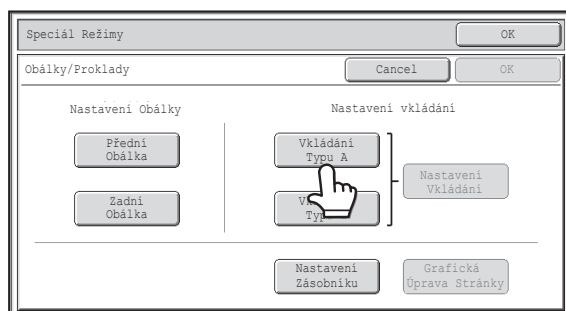 Speciál Režimy
OK
Obálky/Proklady
Cancel
OK
Nastavení Obálky
Nastavení vkládání
Přední
Obálka
Vkládání
Typu A
Nastavení
Vkládání
Zadní
Obálka
Nastavení
Zásobníku
Grafická
Úprava Stránky